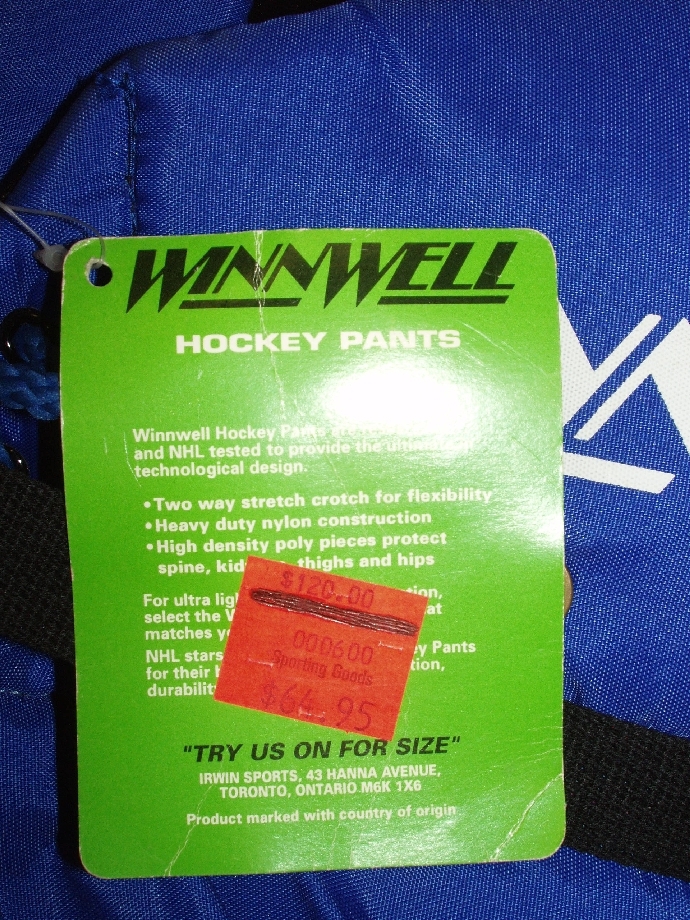 WINNWELL
HOCKEY PANTS
Winnwell Hockey Pants
and NHL tested to provide the
technological design.
•Two way stretch crotch for flexibility
•Heavy duty nylon construction
•High density poly pieces protect
spine, thighs and hips
For ultra
select the
matches
NHL stars Pants
for their
"TRY US ON FOR SIZE"
IRWIN SPORTS, 43 HANNA AVENUE,
TORONTO, ONTARIO M6K 1X6
Product marked with country of origin
$120.00
000600
Sporting Goods
$64.95